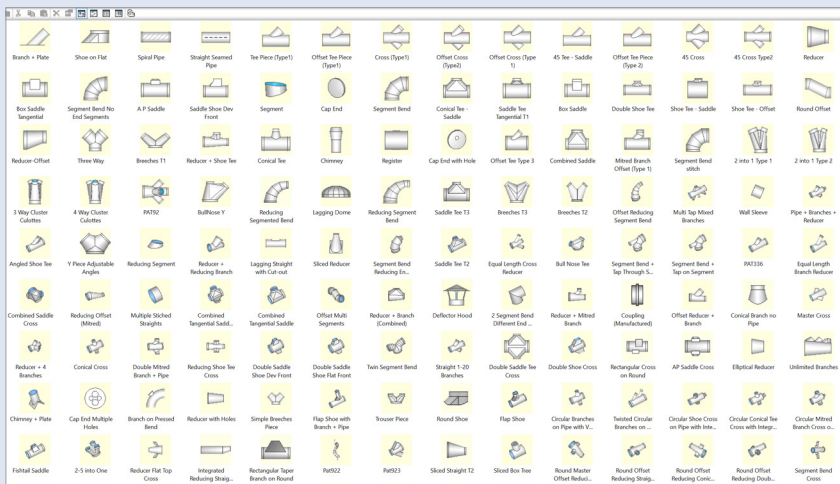 Branch + Plate
Shoe on Flat
Spiral Pipe
Straight Seamed
Pipe
Tee Piece (Type1)
Offset Tee Piece
(Type1)
Cross (Type1)
Offset Cross
(Type2)
Offset Cross (Type
1)
45 Tee - Saddle
Offset Tee Piece
(Type 2)
45 Cross
45 Cross Type2
Reducer
Box Saddle
Tangential
Segment Bend No
End Segments
A P Saddle
Saddle Shoe Dev
Front
Segment
Cap End
Segment Bend
Conical Tee -
Saddle
Saddle Tee
Tangential T1
Box Saddle
Double Shoe Tee
Shoe Tee - Saddle
Shoe Tee - Offset
Round Offset
Reducer-Offset
Three Way
Breeches T1
Reducer + Shoe Tee
Conical Tee
Chimney
Register
Cap End with Hole
Offset Tee Type 3
Combined Saddle
Mitred Branch
Offset (Type 1)
Segment Bend
stitch
2 into 1 Type 1
2 into 1 Type 2
3 Way Cluster
Culottes
4 Way Cluster
Culottes
PAT92
BullNose Y
Reducing
Segmented Bend
Lagging Dome
Reducing Segment
Bend
Saddle Tee T3
Breeches T3
Breeches T2
Offset Reducing
Segment Bend
Multi Tap Mixed
Branches
Wall Sleeve
Pipe + Branches +
Reducer
Angled Shoe Tee
Y Piece Adjustable
Angles
Reducing Segment
Reducer +
Reducing Branch
Lagging Straight
with Cut-out
Sliced Reducer
Segment Bend
Reducing En...
Saddle Tee T2
Equal Length Cross
Reducer
Bull Nose Tee
Segment Bend +
Tap Through S...
Segment Bend +
Tap on Segment
PAT336
Equal Length
Branch Reducer
Combined Saddle
Cross
Reducing Offset
(Mitred)
Multiple Stiched
Straights
Combined
Tangential Sadd...
Combined
Tangential Saddle
Offset Multi
Segments
Reducer + Branch
(Combined)
Deflector Hood
2 Segment Bend
Different End ...
Reducer + Mitred
Branch
Coupling
(Manufactured)
Offset Reducer +
Branch
Conical Branch no
Pipe
Master Cross
Reducer + 4
Branches
Conical Cross
Double Mitred
Branch + Pipe
Reducing Shoe Tee
Cross
Double Saddle
Shoe Dev Front
Double Saddle
Shoe Flat Front
Twin Segment Bend
Straight 1-20
Branches
Double Saddle Tee
Cross
Double Shoe Cross
Rectangular Cross
on Round
AP Saddle Cross
Elliptical Reducer
Unlimited Branches
Chimney + Plate
Cap End Multiple
Holes
Branch on Pressed
Bend
Reducer with Holes
Simple Breeches
Piece
Flap Shoe with
Branch + Pipe
Trouser Piece
Round Shoe
Flap Shoe
Circular Branches
on Pipe with V...
Twisted Circular
Branches on ...
Circular Shoe Cross
on Pipe with Inte...
Circular Conical Tee
Cross with Integr...
Circular Mitred
Branch Cross o...
Fishtail Saddle
2-5 into One
Reducer Flat Top
Cross
Integrated
Reducing Straig...
Rectangular Taper
Branch on Round
Pat922
Pat923
Sliced Straight T2
Sliced Box Tree
Round Master
Offset Reduci...
Round Offset
Reducing Straig...
Round Offset
Reducing Conic...
Round Offset
Reducing Doub...
Segment Bend
Cross